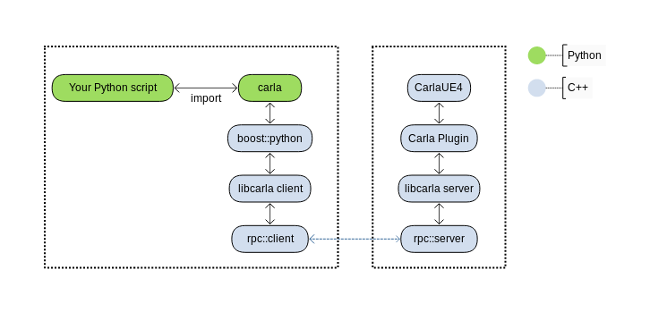 Your Python script
import
carla
boost::python
libcarla client
rpc::client
CarlaUE4
Carla Plugin
libcarla server
rpc::server
Python
C++